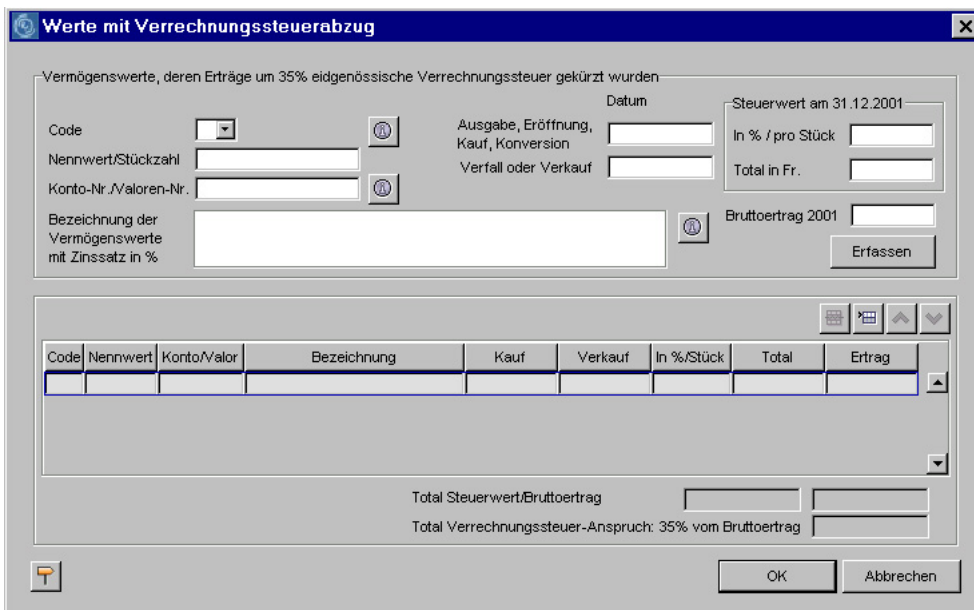 Werte mit Verrechnungssteuerabzug
Vermögenswerte, deren Erträge um 35% eidgenössische Verrechnungssteuer gekürzt wurden
Code
Nennwert/Stückzahl
Konto-Nr./Valoren-Nr.
Bezeichnung der
Vermögenswerte
mit Zinssatz in %
Datum
Ausgabe, Eröffnung,
Kauf, Konversion
Verfall oder Verkauf
Steuerwert am 31.12.2001
In % / pro Stück
Total in Fr.
Bruttoertrag 2001
Erfassen
Code Nennwert Konto/Valor Bezeichnung Kauf Verkauf In %/Stück Total Ertrag
Total Steuerwert/Bruttoertrag
Total Verrechnungssteuer-Anspruch: 35% vom Bruttoertrag
OK Abbrechen